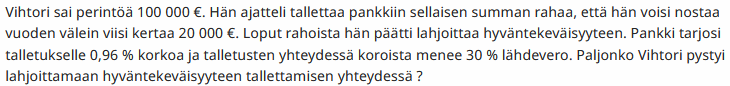 Vihtori sai perintöä 100 000 €. Hän ajatteli tallettaa pankkiin sellaisen summan rahaa, että hän voisi nostaa
vuoden välein viisi kertaa 20 000 €. Loput rahoista hän päätti lahjoittaa hyväntekeväisyyteen. Pankki tarjosi
talletukselle 0,96 % korkoa ja talletusten yhteydessä koroista menee 30 % lähdevero. Paljonko Vihtori pystyi
lahjoittamaan hyväntekeväisyyteen tallettamisen yhteydessä ?